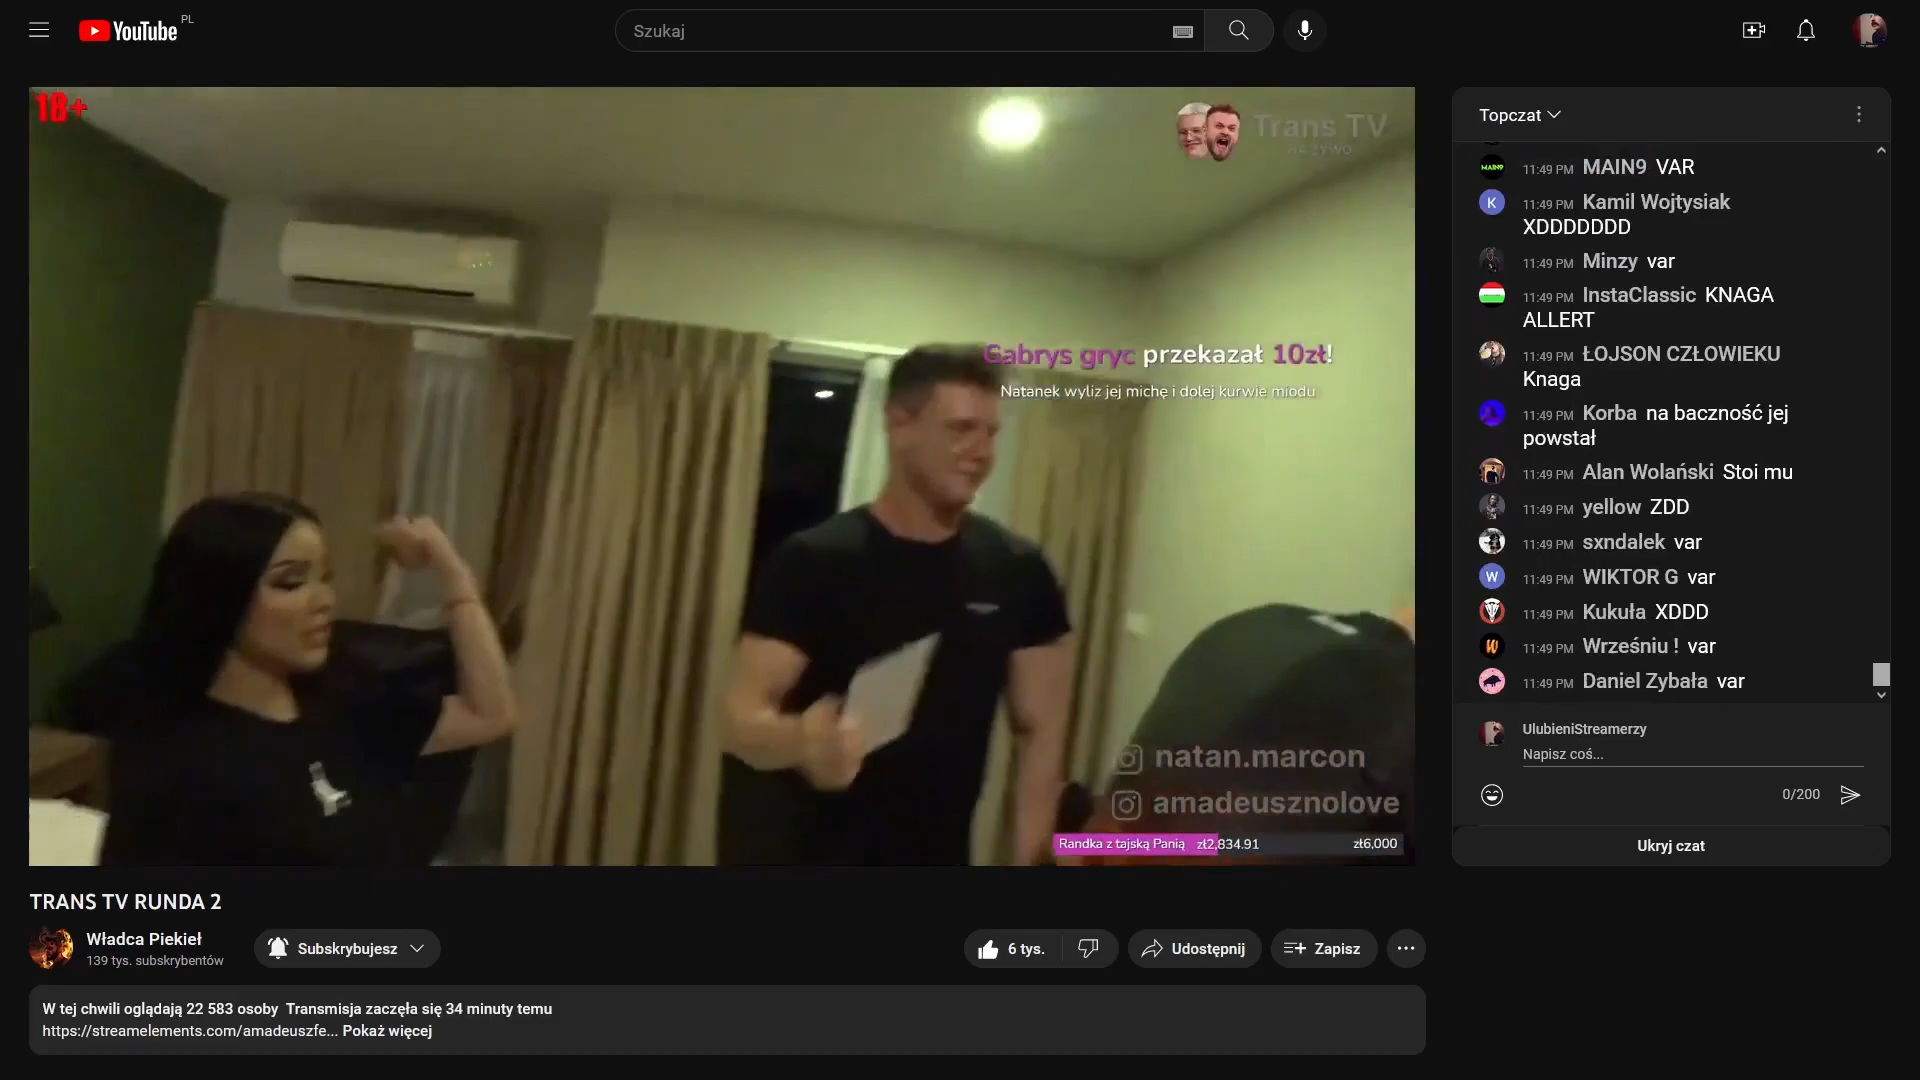 YouTube PL
Szukaj
18+
Trans TV
NA ŻYWO
Gabrys gryc przekazał 10zł!
Natanek wyliz jej michę i dolej kurwie miodu
natan.marcon
amadeusznolove
Randka z tajską Panią zł2,834.91 zł6,000
Topczat
11:49 PM MAIN9 VAR
11:49 PM Kamil Wojtysiak
XDDDDDDD
11:49 PM Minzy var
11:49 PM InstaClassic KNAGA
ALLERT
11:49 PM ŁOJSON CZŁOWIEKU
Knaga
11:49 PM Korba na baczność jej
powstał
11:49 PM Alan Wolański Stoi mu
11:49 PM yellow ZDD
11:49 PM sxndalek var
11:49 PM WIKTOR G var
11:49 PM Kukuła XDDD
11:49 PM Wrześniu ! var
11:49 PM Daniel Zybała var
UlubieniStreamerzy
Napisz coś...
0/200
Ukryj czat
TRANS TV RUNDA 2
Władca Piekieł
139 tys. subskrybentów
Subskrybujesz
6 tys.
Udostępnij
Zapisz
W tej chwili oglądają 22 583 osoby Transmisja zaczęła się 34 minuty temu
https://streamelements.com/amadeuszfe... Pokaż więcej